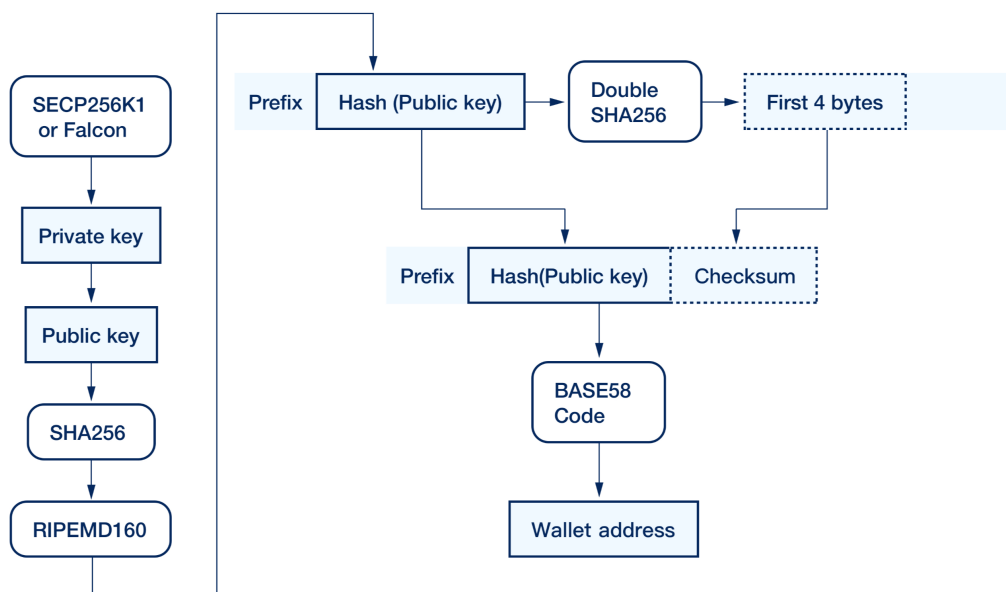 SECP256K1
or Falcon
Private key
Public key
SHA256
RIPEMD160
Prefix
Hash (Public key)
Double
SHA256
First 4 bytes
Prefix
Hash(Public key)
Checksum
BASE58
Code
Wallet address